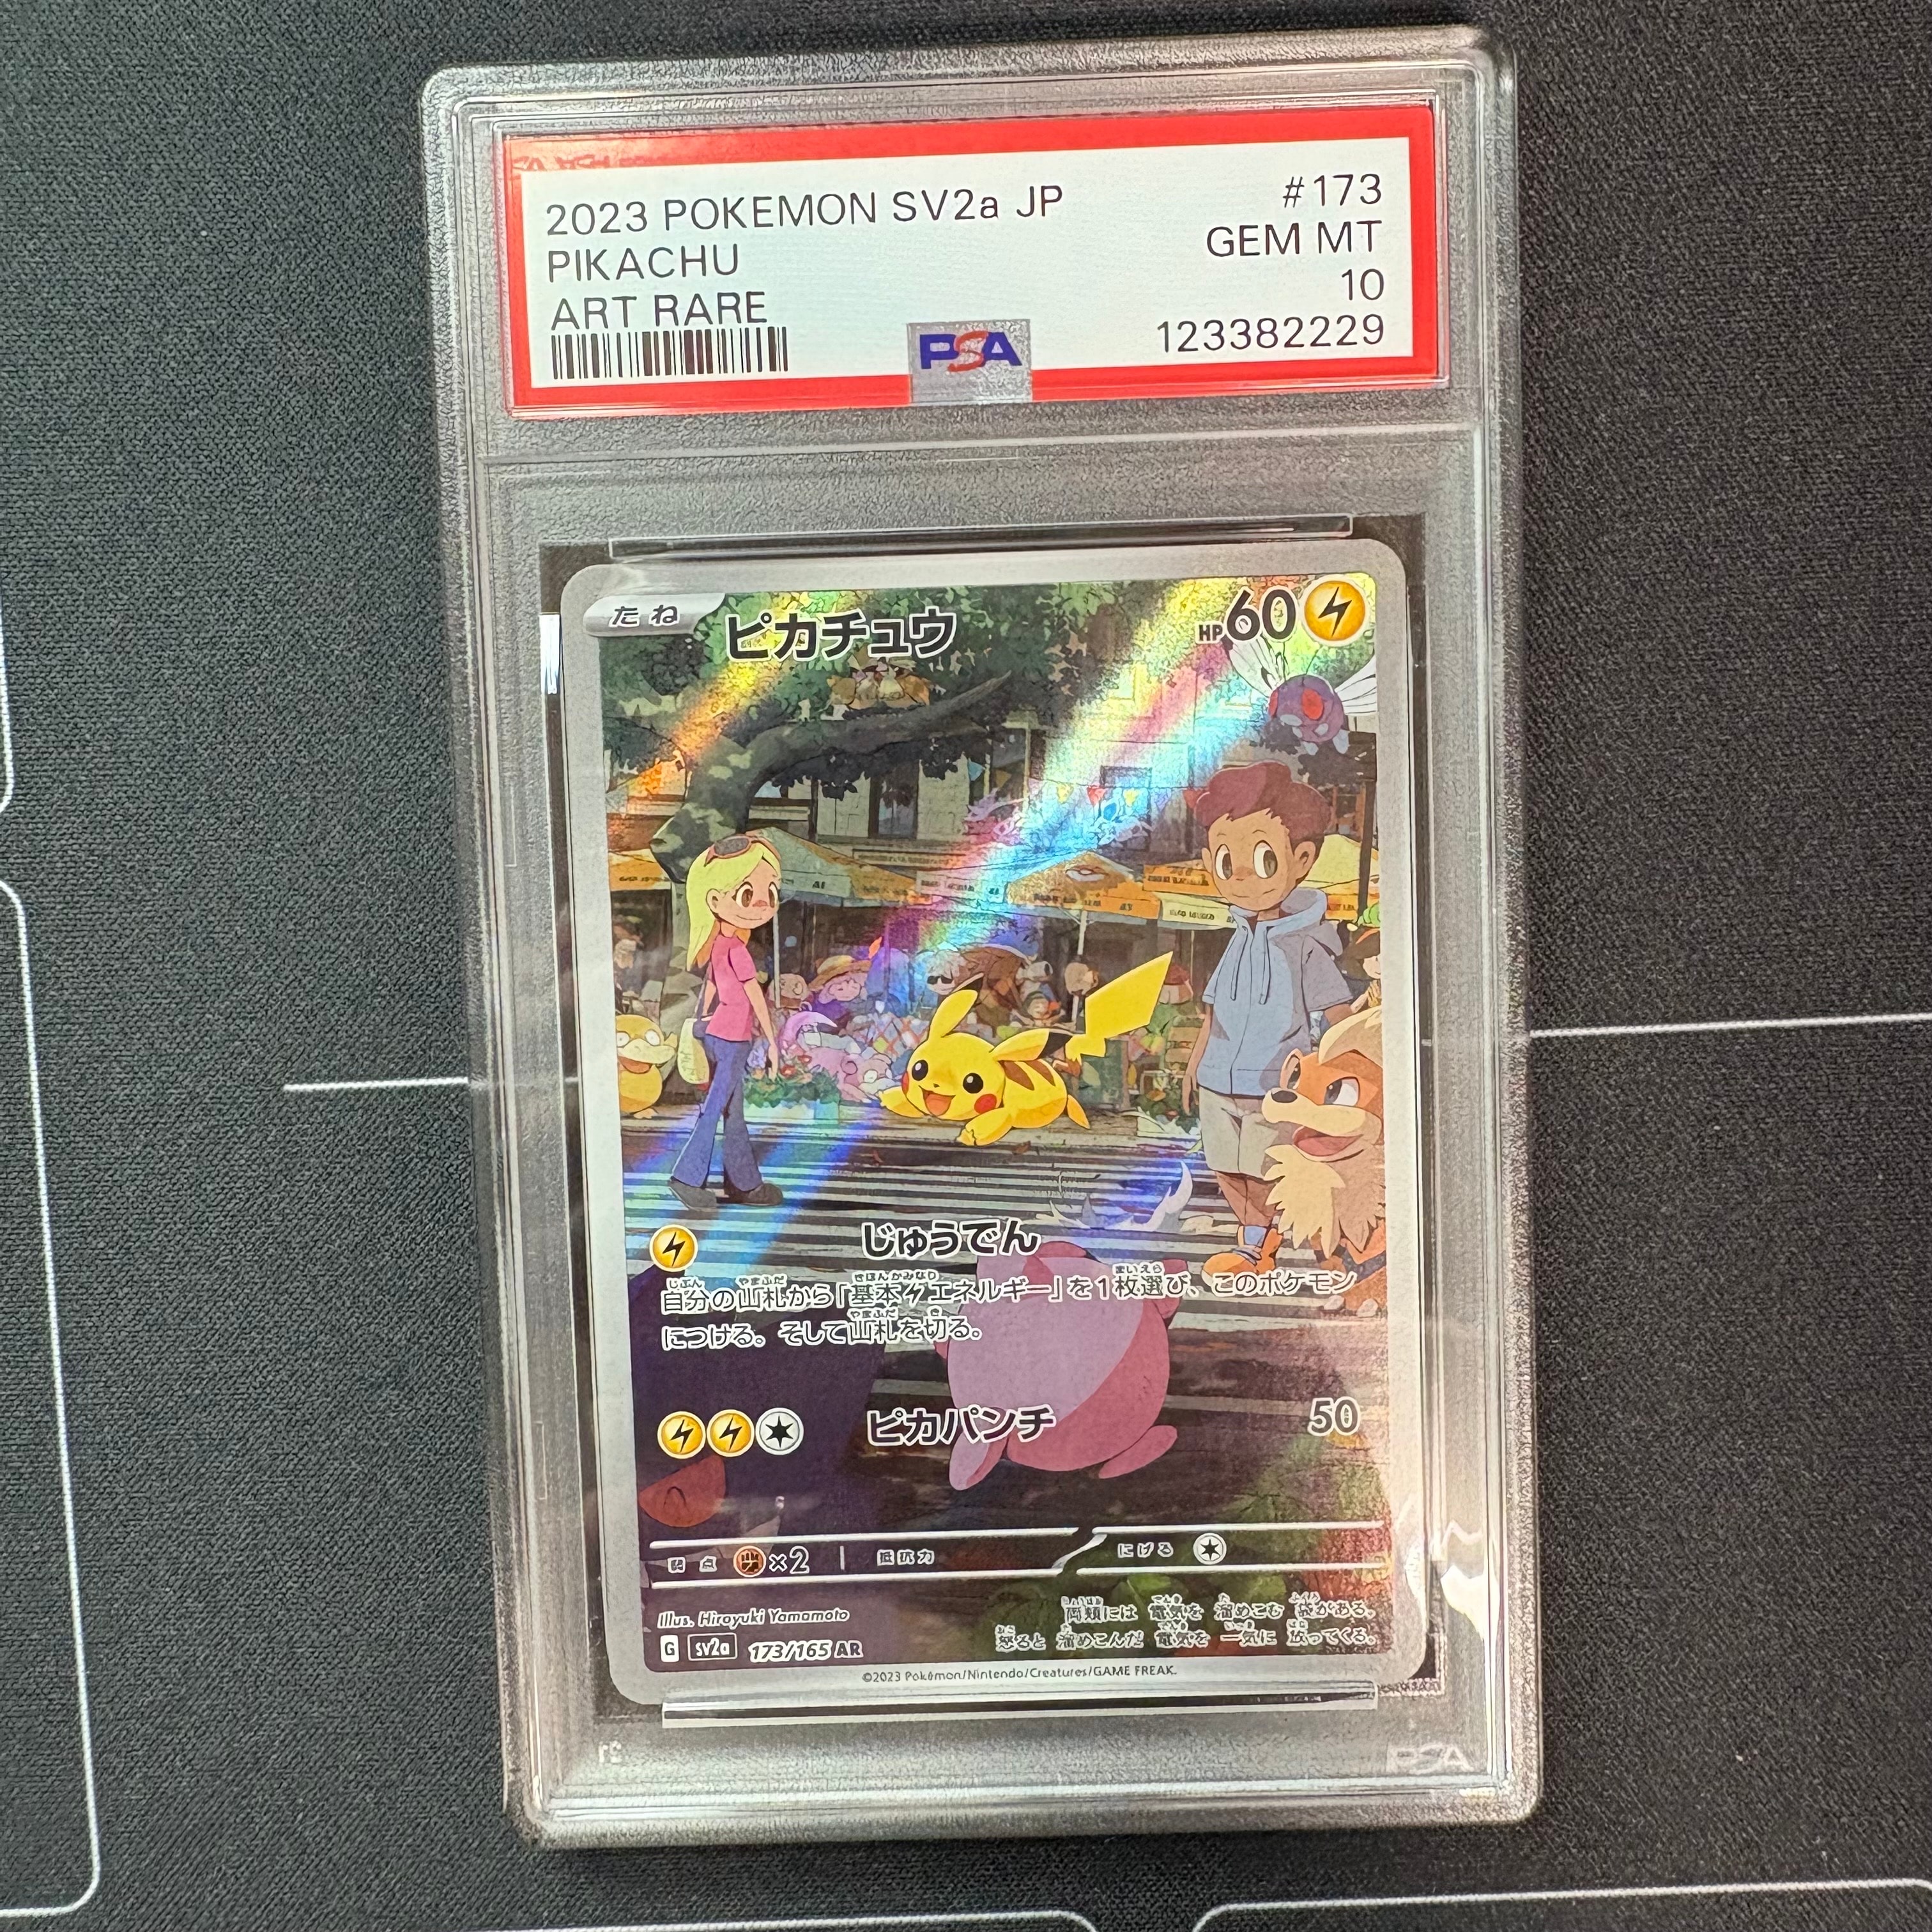 2023 POKEMON SV2a JP #173
PIKACHU GEM MT
ART RARE 10
PSA 123382229
たね ピカチュウ HP60
じゅうでん
自分の山札から「基本エネルギー」を1枚選び、このポケモン
につける。そして山札を切る。
ピカパンチ 50
弱点 ×2 抵抗力 にげる
Illus. Hiroyuki Yamamoto
両頬には 電気を 溜めこむ 袋がある。
怒ると 溜めこんだ 電気を 一気に 放ってくる。
G sv2a 173/165 AR
©2023 Pokémon/Nintendo/Creatures/GAME FREAK.
PSA